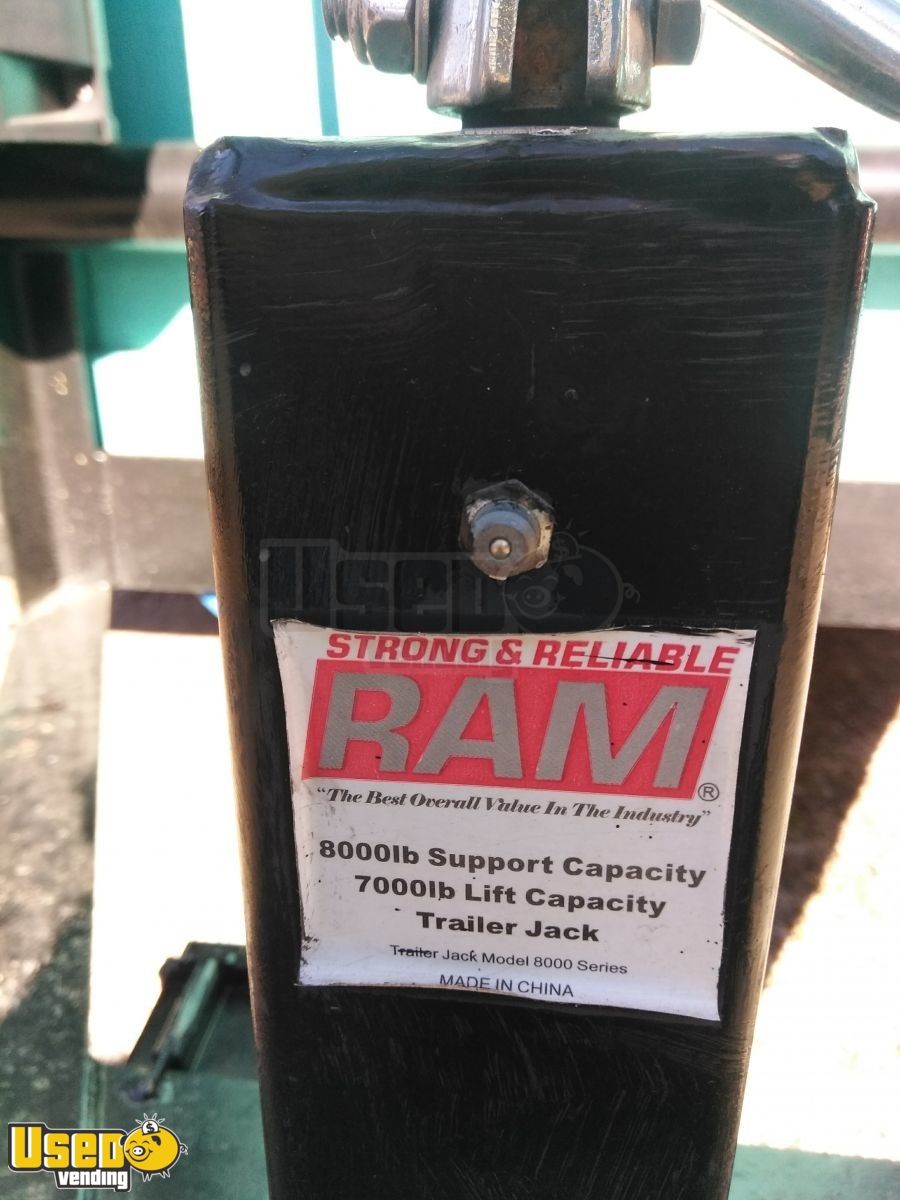 Used
STRONG & RELIABLE
RAM®
"The Best Overall Value In The Industry"
8000lb Support Capacity
7000lb Lift Capacity
Trailer Jack
Trailer Jack Model 8000 Series
MADE IN CHINA
Used
vending